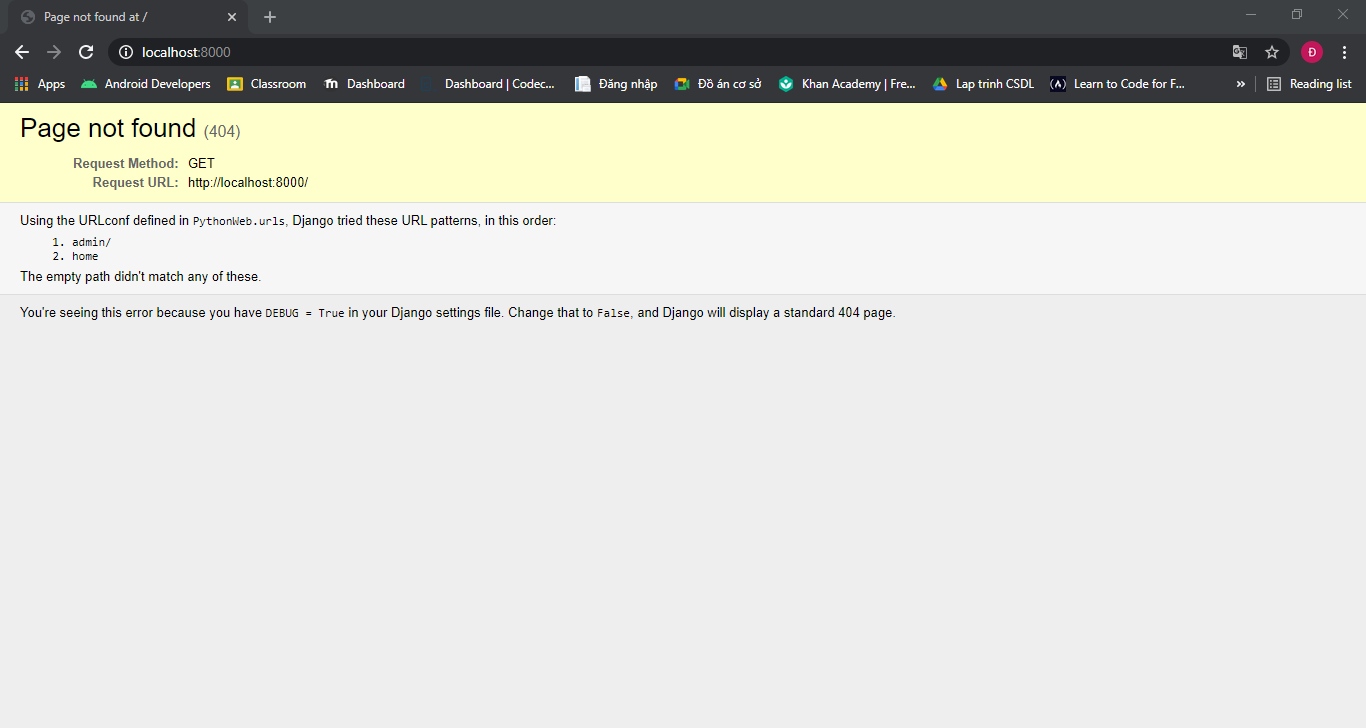 Page not found at /
localhost:8000
Đ
Apps Android Developers Classroom Dashboard Dashboard | Codec... Đăng nhập Đồ án cơ sở Khan Academy | Fre... Lap trinh CSDL Learn to Code for F... » Reading list
Page not found (404)
Request Method: GET
Request URL: http://localhost:8000/
Using the URLconf defined in PythonWeb.urls, Django tried these URL patterns, in this order:
1. admin/
2. home
The empty path didn't match any of these.
You're seeing this error because you have DEBUG = True in your Django settings file. Change that to False, and Django will display a standard 404 page.